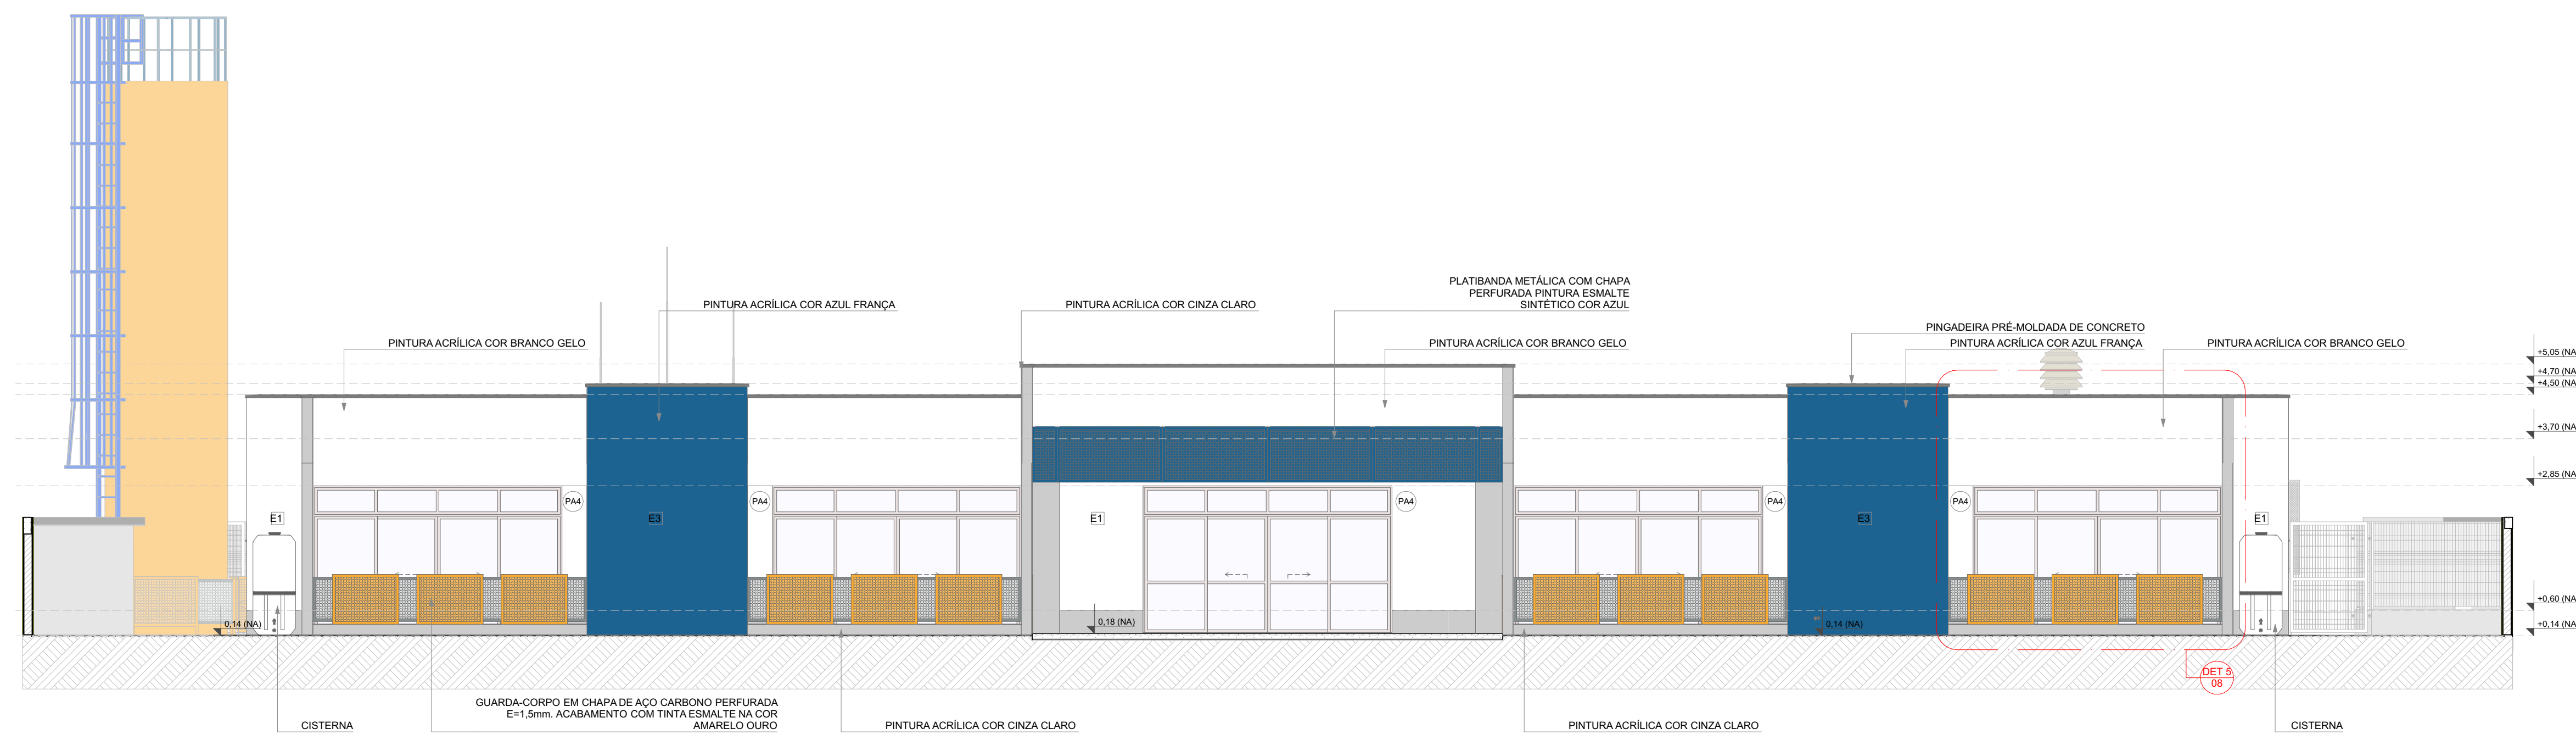 PLATIBANDA METÁLICA COM CHAPA
PERFURADA PINTURA ESMALTE
SINTÉTICO COR AZUL
PINTURA ACRÍLICA COR AZUL FRANÇA
PINTURA ACRÍLICA COR CINZA CLARO
PINGADEIRA PRÉ-MOLDADA DE CONCRETO
PINTURA ACRÍLICA COR BRANCO GELO
PINTURA ACRÍLICA COR BRANCO GELO
PINTURA ACRÍLICA COR AZUL FRANÇA
PINTURA ACRÍLICA COR BRANCO GELO
+5,05 (NA
+4,70 (NA
+4,50 (NA
+3,70 (NA
+2,85 (NA
PA4
PA4
PA4
PA4
PA4
E1
E3
E1
E3
E1
+0,60 (NA
0,14 (NA)
0,18 (NA)
0,14 (NA)
+0,14 (NA
DET 5
08
GUARDA-CORPO EM CHAPA DE AÇO CARBONO PERFURADA
E=1,5mm. ACABAMENTO COM TINTA ESMALTE NA COR
AMARELO OURO
CISTERNA
PINTURA ACRÍLICA COR CINZA CLARO
PINTURA ACRÍLICA COR CINZA CLARO
CISTERNA